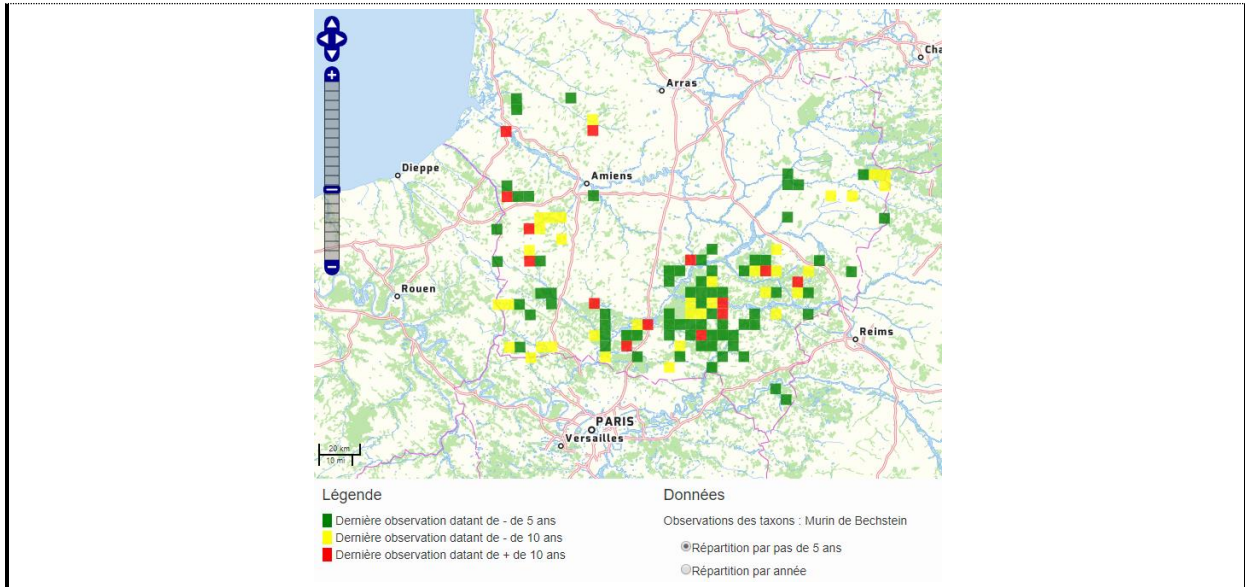 Cha
Arras
Dieppe
Amiens
Rouen
Reims
PARIS
Versailles
20 km
10 mi
Légende
Dernière observation datant de - de 5 ans
Dernière observation datant de - de 10 ans
Dernière observation datant de + de 10 ans
Données
Observations des taxons : Murin de Bechstein
Répartition par pas de 5 ans
Répartition par année